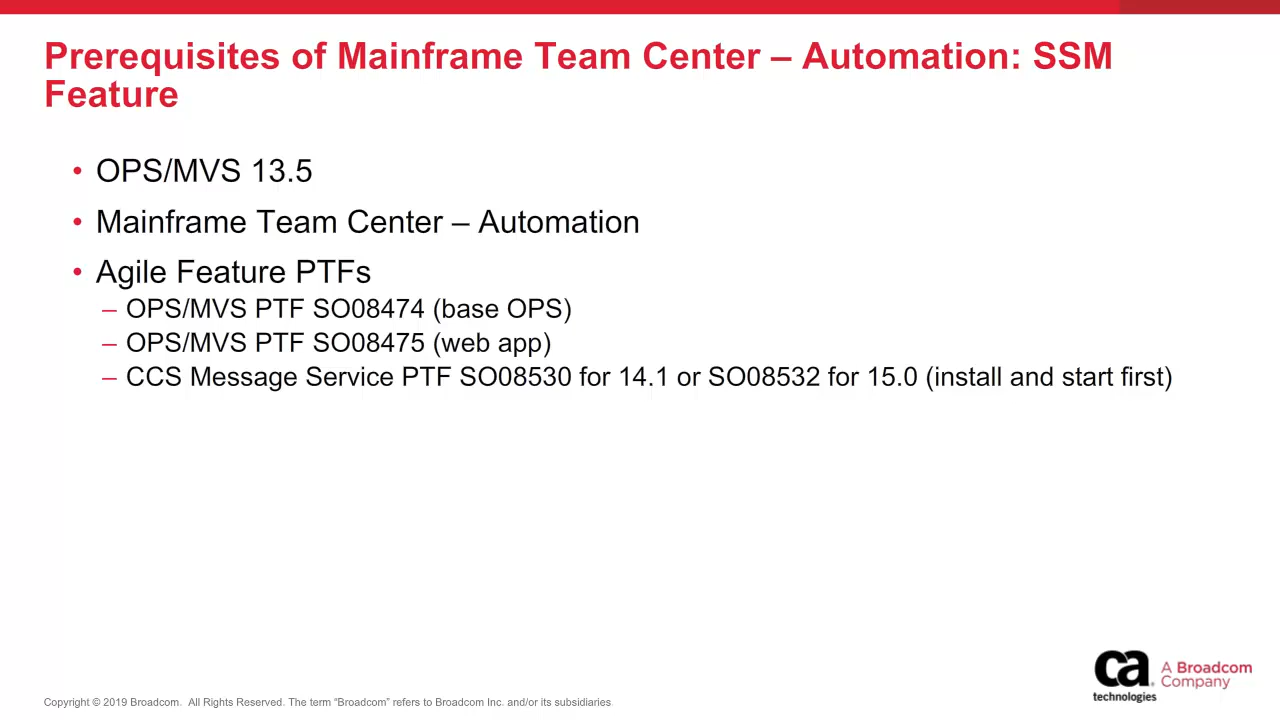 Prerequisites of Mainframe Team Center – Automation: SSM
Feature
• OPS/MVS 13.5
• Mainframe Team Center – Automation
• Agile Feature PTFs
– OPS/MVS PTF SO08474 (base OPS)
– OPS/MVS PTF SO08475 (web app)
– CCS Message Service PTF SO08530 for 14.1 or SO08532 for 15.0 (install and start first)
ca technologies
A Broadcom
Company
Copyright © 2019 Broadcom. All Rights Reserved. The term “Broadcom” refers to Broadcom Inc. and/or its subsidiaries